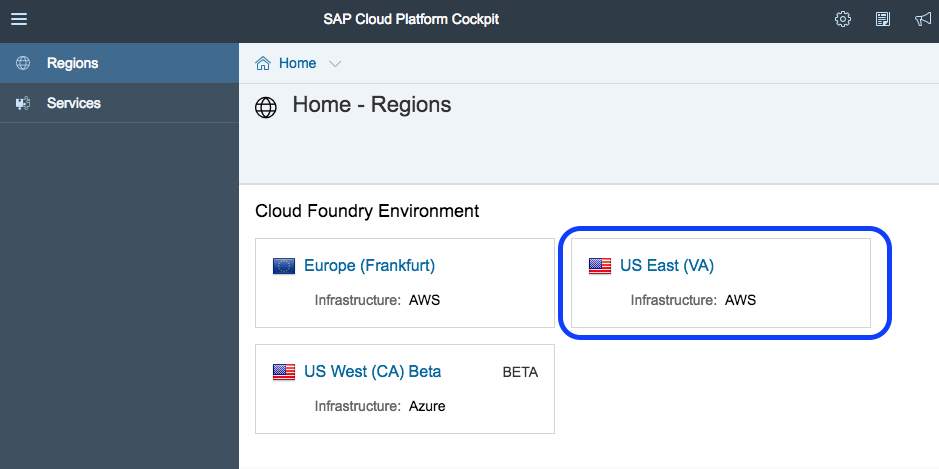 SAP Cloud Platform Cockpit
Regions
Services
Home
Home - Regions
Cloud Foundry Environment
Europe (Frankfurt)
Infrastructure: AWS
US East (VA)
Infrastructure: AWS
US West (CA) Beta BETA
Infrastructure: Azure